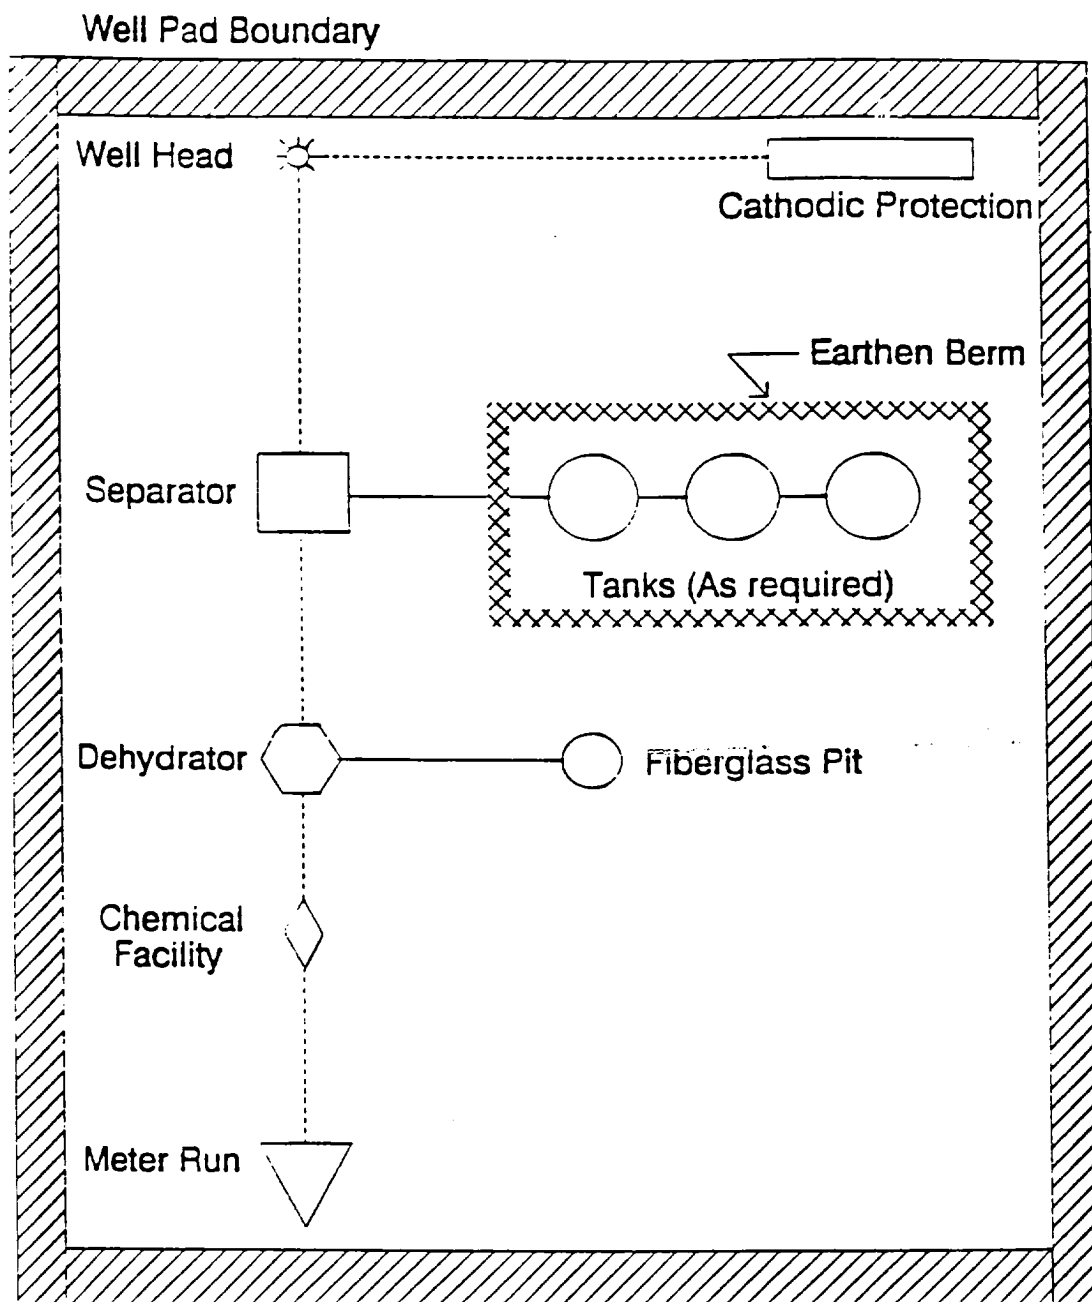 Well Pad Boundary
Well Head
Cathodic Protection
Earthen Berm
Separator
Tanks (As required)
Dehydrator
Fiberglass Pit
Chemical
Facility
Meter Run